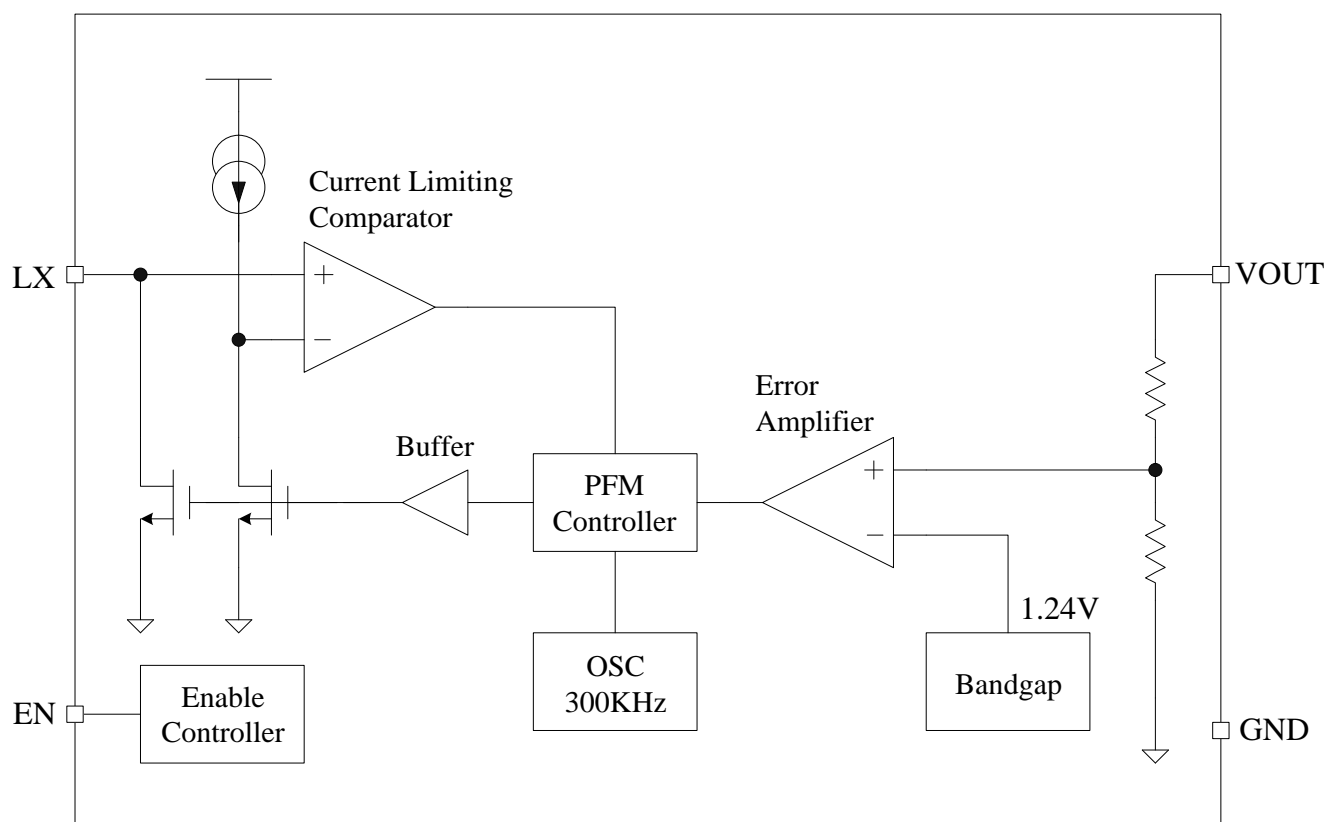 Current Limiting
Comparator
LX
+
−
VOUT
Error
Amplifier
Buffer
PFM
Controller
+
−
1.24V
OSC
300KHz
Bandgap
EN
Enable
Controller
GND